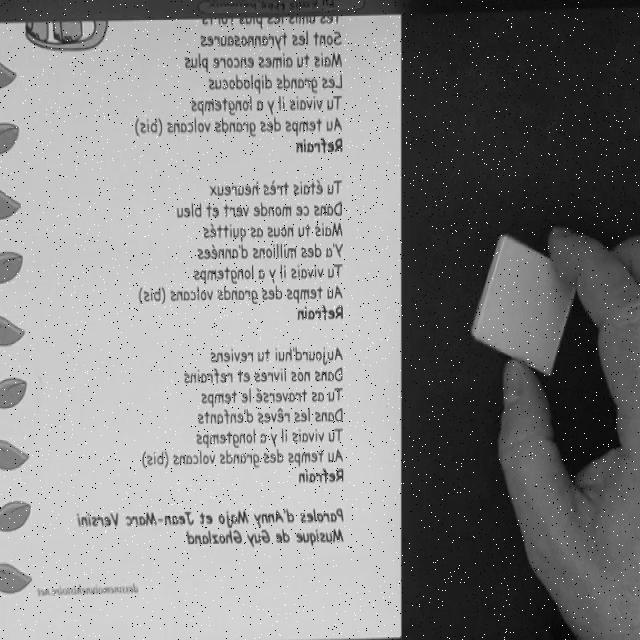 Tes amis les plus forts
Sont les tyrannosaures
Mais tu aimes encore plus
Les grands diplodocus
Tu vivais il y a longtemps
Au temps des grands volcans (bis)
Refrain
Tu étais très heureux
Dans ce monde vert et bleu
Mais tu nous as quittés
Y'a des millions d'années
Tu vivais il y a longtemps
Au temps des grands volcans (bis)
Refrain
Aujourd'hui tu reviens
Dans nos livres et refrains
Tu as traversé le temps
Dans les rêves d'enfants
Tu vivais il y a longtemps
Au temps des grands volcans (bis)
Refrain
Paroles d'Anny Majo et Jean-Marc Versini
Musique de Guy Ghozland